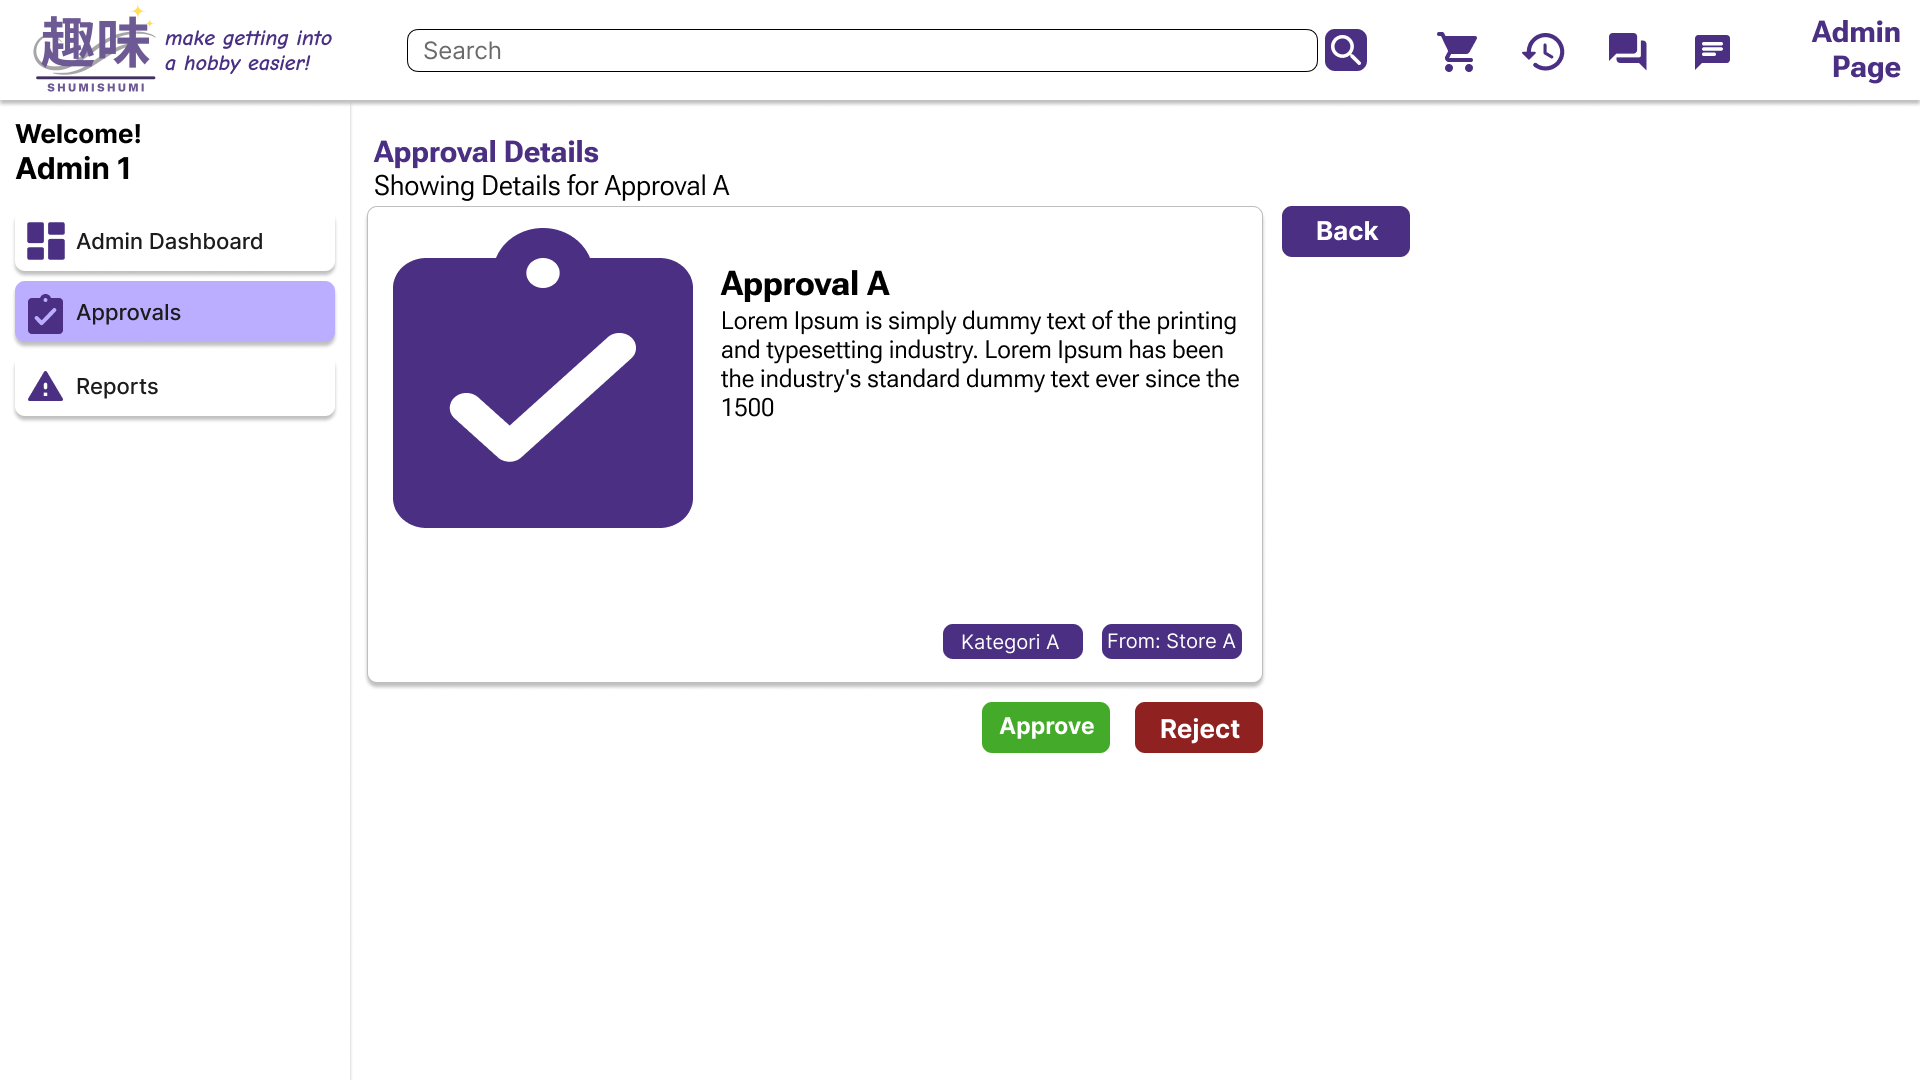 趣味
SHUMISHUMI
make getting into
a hobby easier!
Search
Admin
Page
Welcome!
Admin 1
Admin Dashboard
Approvals
Reports
Approval Details
Showing Details for Approval A
Back
Approval A
Lorem Ipsum is simply dummy text of the printing
and typesetting industry. Lorem Ipsum has been
the industry's standard dummy text ever since the
1500
Kategori A
From: Store A
Approve
Reject